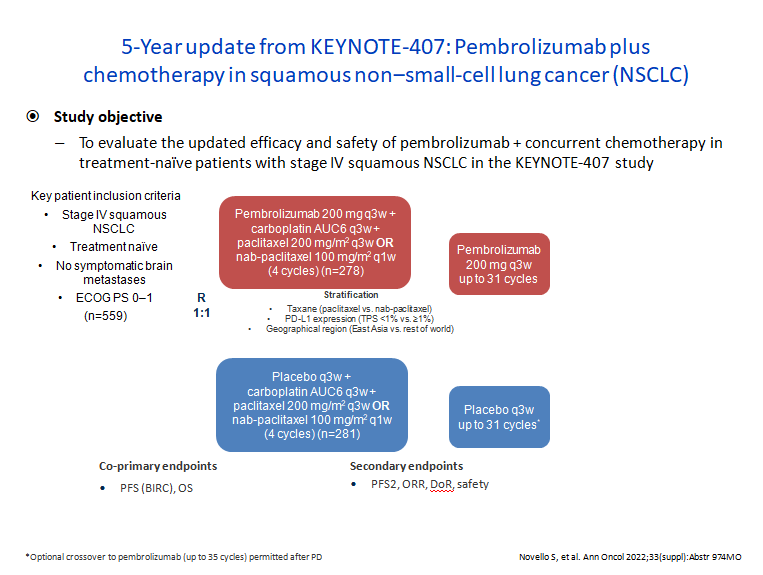 5-Year update from KEYNOTE-407: Pembrolizumab plus
chemotherapy in squamous non–small-cell lung cancer (NSCLC)
Study objective
– To evaluate the updated efficacy and safety of pembrolizumab + concurrent chemotherapy in
treatment-naïve patients with stage IV squamous NSCLC in the KEYNOTE-407 study
Key patient inclusion criteria
• Stage IV squamous
NSCLC
• Treatment naïve
• No symptomatic brain
metastases
• ECOG PS 0–1
(n=559)
R
1:1
Pembrolizumab 200 mg q3w +
carboplatin AUC6 q3w +
paclitaxel 200 mg/m² q3w OR
nab-paclitaxel 100 mg/m² q1w
(4 cycles) (n=278)
Pembrolizumab
200 mg q3w
up to 31 cycles
Stratification
• Taxane (paclitaxel vs. nab-paclitaxel)
• PD-L1 expression (TPS <1% vs. ≥1%)
• Geographical region (East Asia vs. rest of world)
Placebo q3w +
carboplatin AUC6 q3w +
paclitaxel 200 mg/m² q3w OR
nab-paclitaxel 100 mg/m² q1w
(4 cycles) (n=281)
Placebo q3w
up to 31 cycles*
Co-primary endpoints
• PFS (BIRC), OS
Secondary endpoints
• PFS2, ORR, DoR, safety
*Optional crossover to pembrolizumab (up to 35 cycles) permitted after PD
Novello S, et al. Ann Oncol 2022;33(suppl):Abstr 974MO